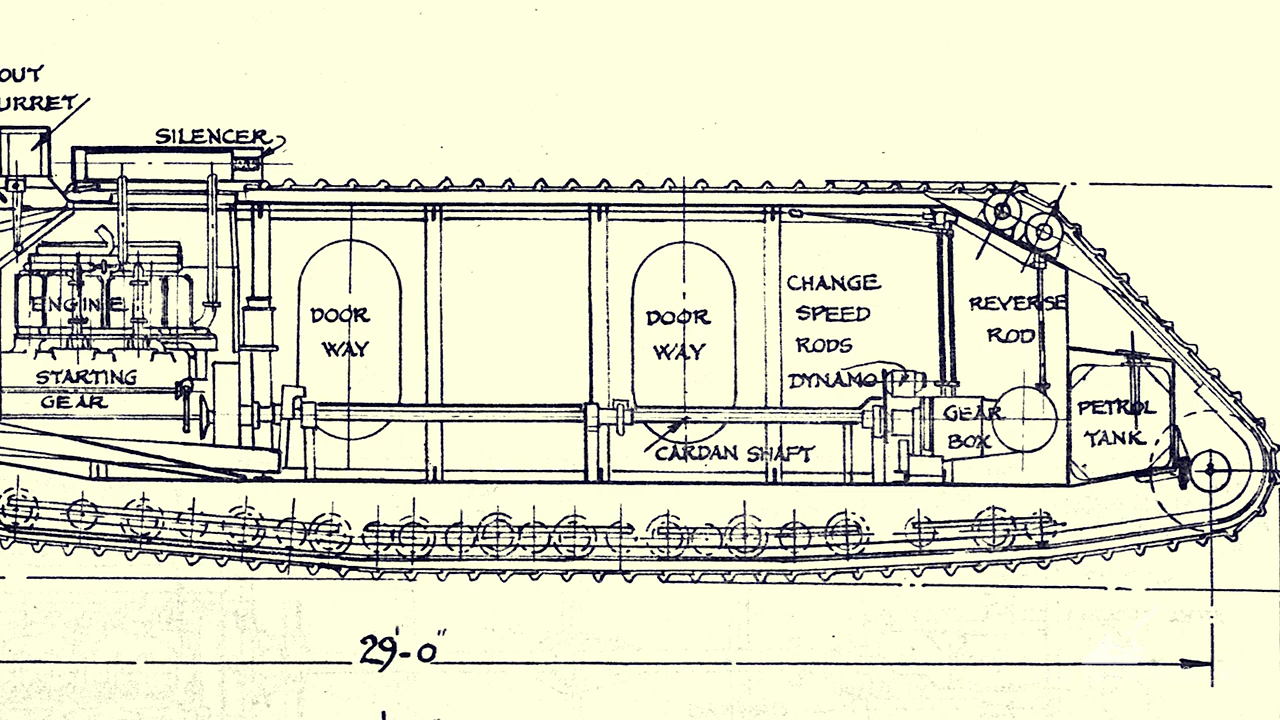 OUT
URRET
SILENCER
ENGINE
STARTING
GEAR
DOOR
WAY
DOOR
WAY
CHANGE
SPEED
RODS
DYNAMO
REVERSE
ROD
GEAR
BOX
PETROL
TANK
CARDAN SHAFT
29'-0"